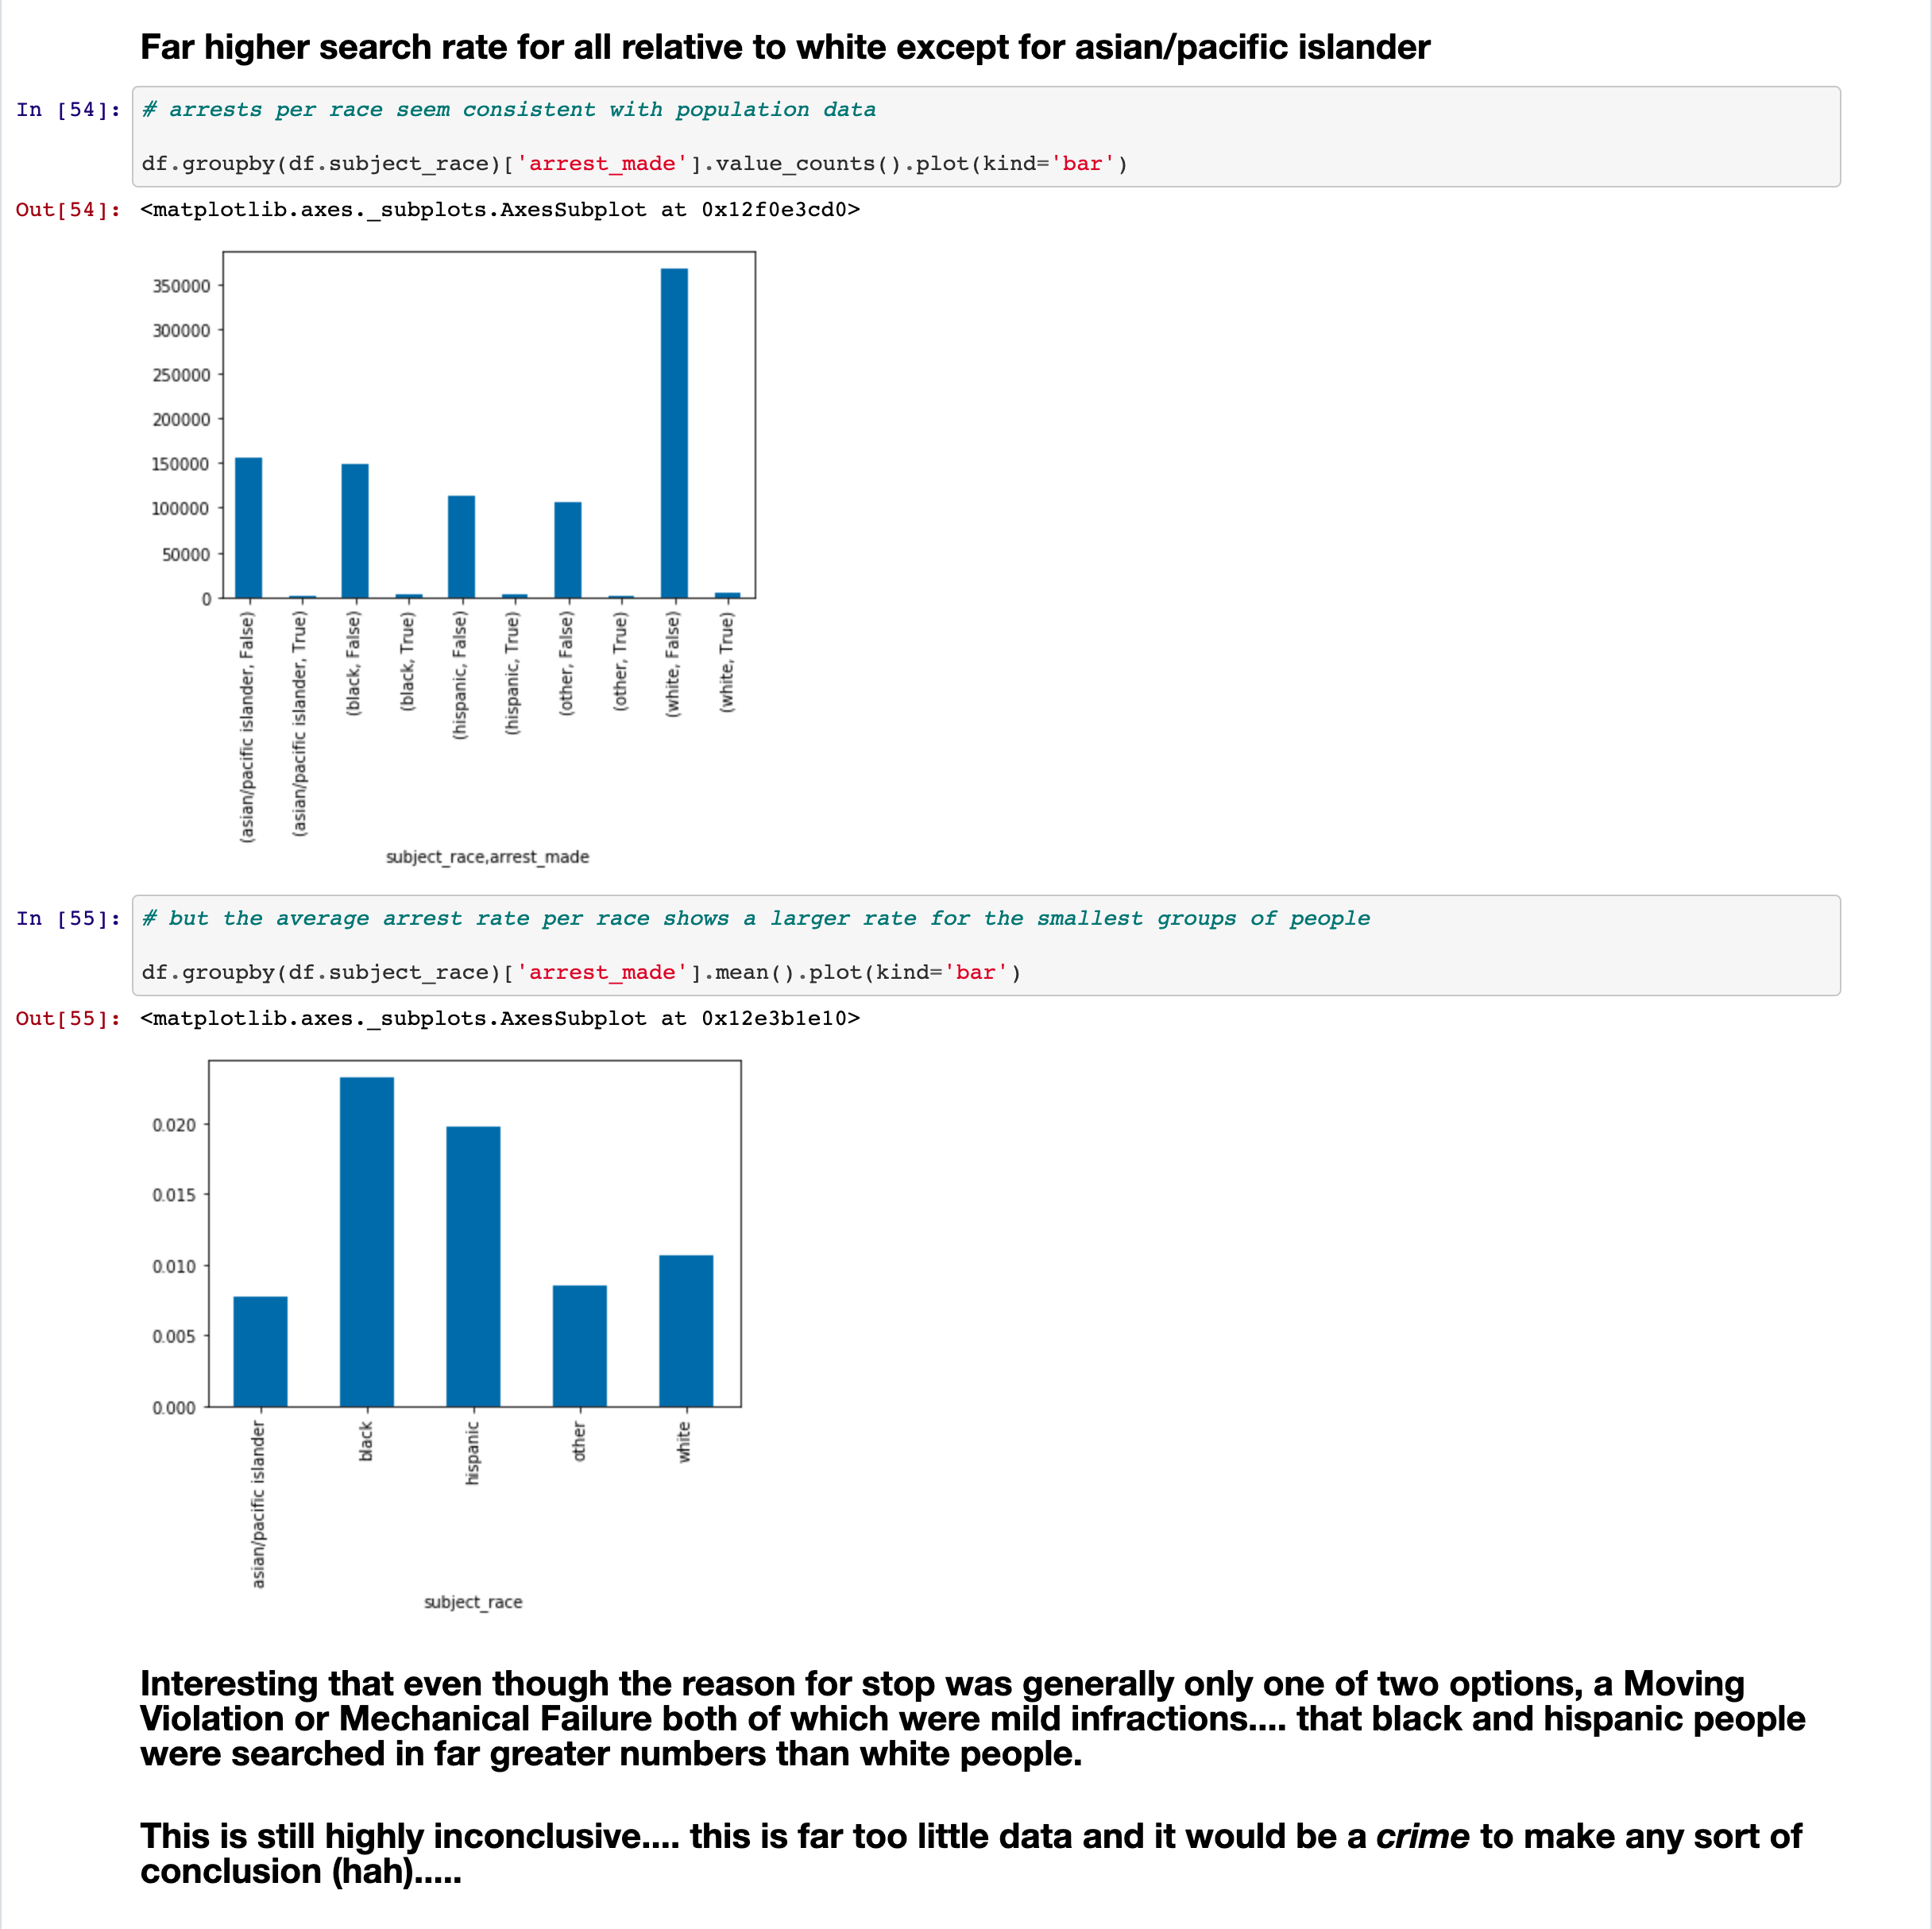 Far higher search rate for all relative to white except for asian/pacific islander
In [54]:
# arrests per race seem consistent with population data
df.groupby(df.subject_race)['arrest_made'].value_counts().plot(kind='bar')
Out[54]:
<matplotlib.axes._subplots.AxesSubplot at 0x12f0e3cd0>
350000
300000
250000
200000
150000
100000
50000
0
(asian/pacific islander, False)
(asian/pacific islander, True)
(black, False)
(black, True)
(hispanic, False)
(hispanic, True)
(other, False)
(other, True)
(white, False)
(white, True)
subject_race,arrest_made
In [55]:
# but the average arrest rate per race shows a larger rate for the smallest groups of people
df.groupby(df.subject_race)['arrest_made'].mean().plot(kind='bar')
Out[55]:
<matplotlib.axes._subplots.AxesSubplot at 0x12e3b1e10>
0.020
0.015
0.010
0.005
0.000
asian/pacific islander
black
hispanic
other
white
subject_race
Interesting that even though the reason for stop was generally only one of two options, a Moving
Violation or Mechanical Failure both of which were mild infractions.... that black and hispanic people
were searched in far greater numbers than white people.
This is still highly inconclusive.... this is far too little data and it would be a crime to make any sort of
conclusion (hah).....